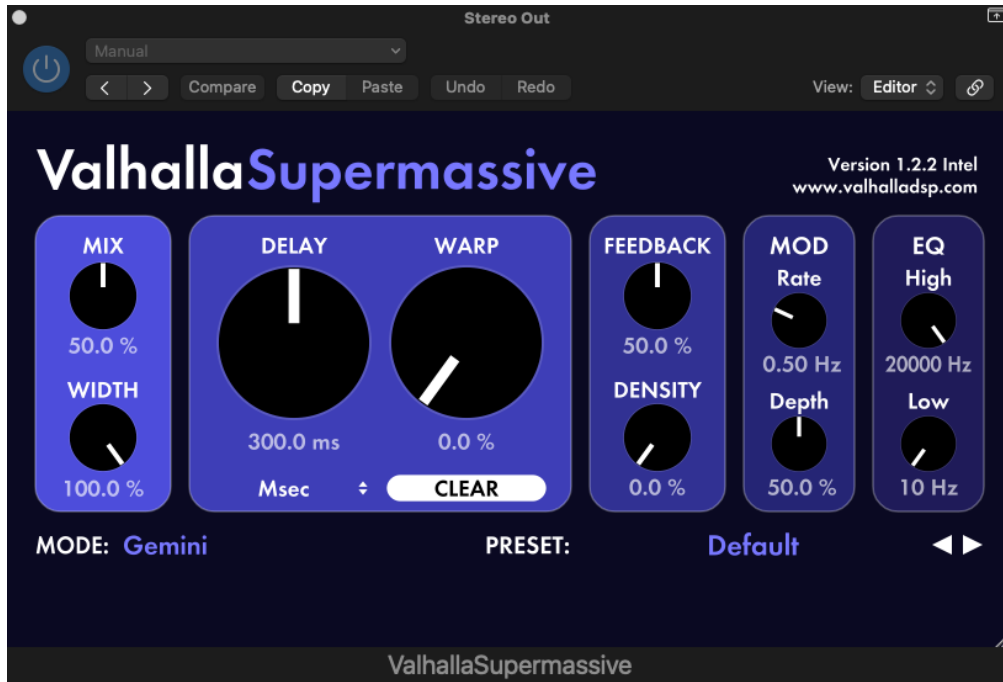 Stereo Out
Manual
Compare Copy Paste Undo Redo View: Editor
ValhallaSupermassive
Version 1.2.2 Intel
www.valhalladsp.com
MIX
50.0 %
WIDTH
100.0 %
DELAY WARP
300.0 ms 0.0 %
Msec CLEAR
FEEDBACK
50.0 %
DENSITY
0.0 %
MOD
Rate
0.50 Hz
Depth
50.0 %
EQ
High
20000 Hz
Low
10 Hz
MODE: Gemini PRESET: Default
ValhallaSupermassive